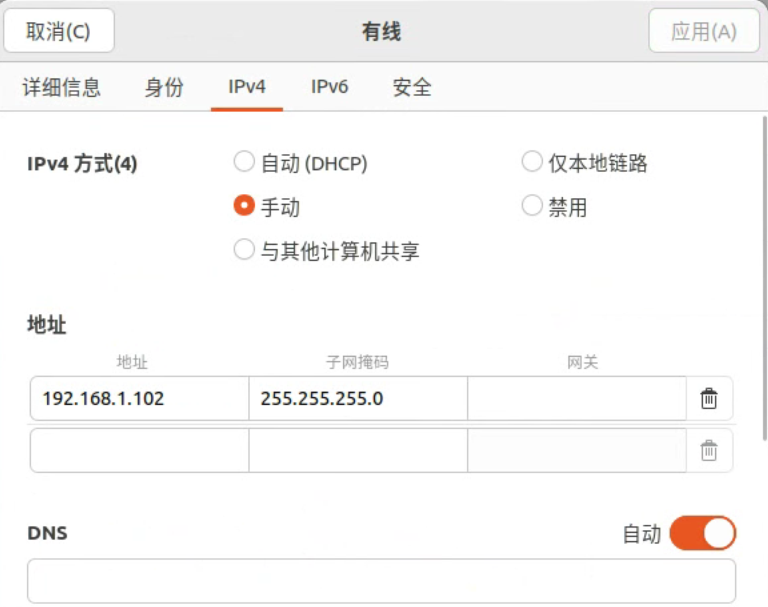 取消(C) 有线 应用(A)
详细信息 身份 IPv4 IPv6 安全
IPv4 方式(4) 自动 (DHCP) 仅本地链路
手动 禁用
与其他计算机共享
地址
地址 子网掩码 网关
192.168.1.102 255.255.255.0
DNS 自动